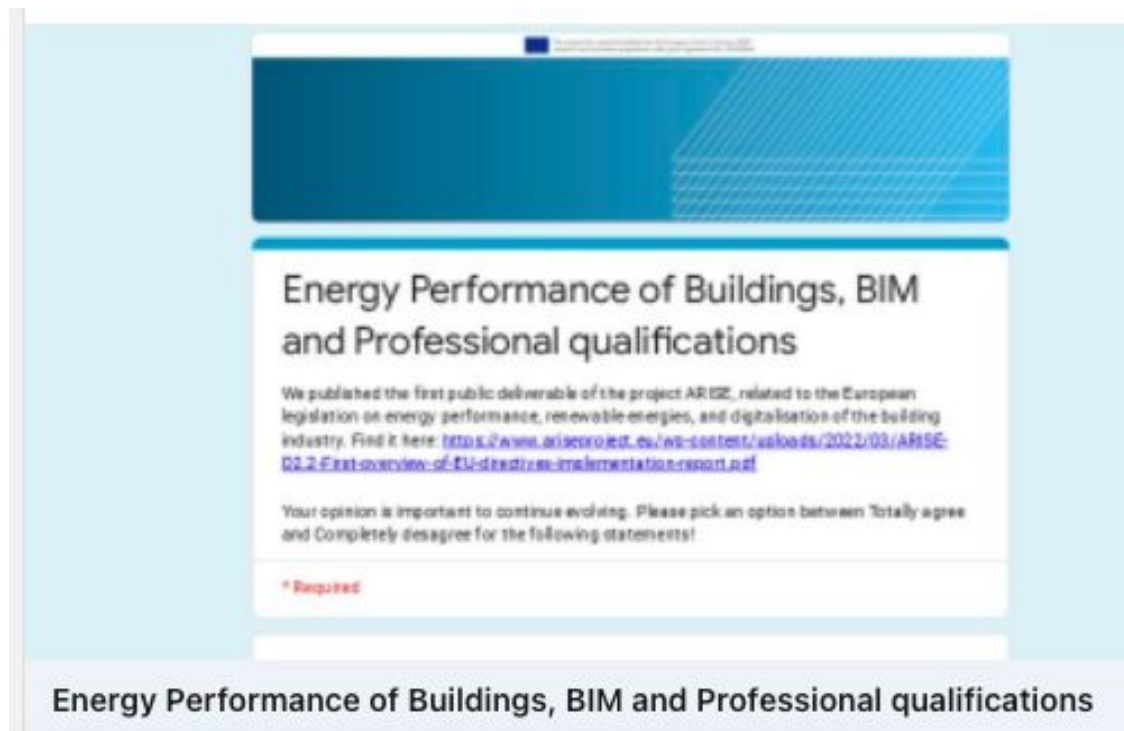 Energy Performance of Buildings, BIM
and Professional qualifications
We published the first public deliverable of the project ARISE, related to the European
legislation on energy performance, renewable energies, and digitalisation of the building
industry. Find it here: https://www.ariseproject.eu/wp-content/uploads/2022/03/ARISE-
D2.2-First-overview-of-EU-directives-implementation-report.pdf
Your opinion is important to continue evolving. Please pick an option between Totally agree
and Completely desagree for the following statements!
* Required
Energy Performance of Buildings, BIM and Professional qualifications